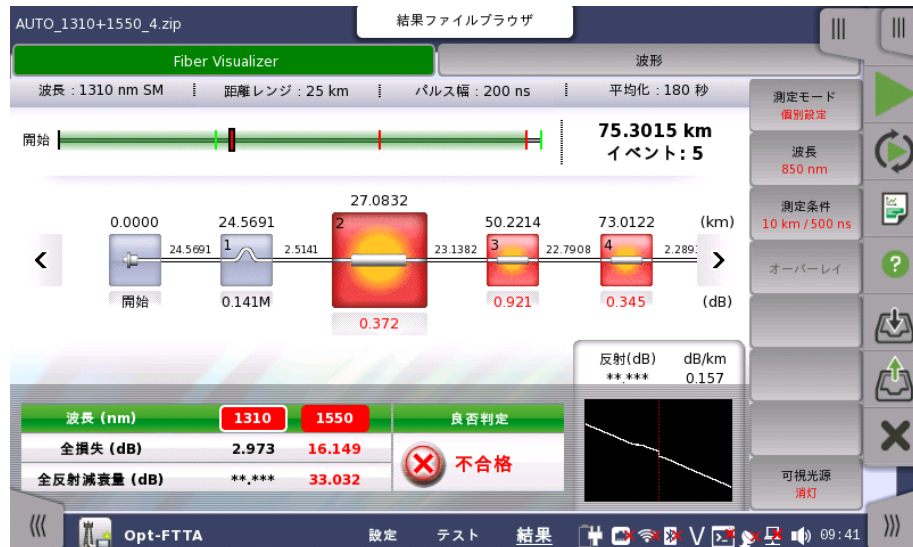 AUTO_1310+1550_4.zip
結果ファイルブラウザ
Fiber Visualizer
波形
波長：1310 nm SM
距離レンジ：25 km
パルス幅：200 ns
平均化：180 秒
開始
75.3015 km
イベント: 5
0.0000
24.5691
27.0832
50.2214
73.0122
(km)
24.5691
2.5141
23.1382
22.7908
2.289
1
2
3
4
開始
0.141M
0.372
0.921
0.345
(dB)
反射(dB) dB/km
**.*** 0.157
波長 (nm) 1310 1550 良否判定
全損失 (dB) 2.973 16.149
不合格
全反射減衰量 (dB) **.*** 33.032
測定モード
個別設定
波長
850 nm
測定条件
10 km/500 ns
オーバーレイ
可視光源
消灯
Opt-FTTA
設定
テスト
結果
09:41